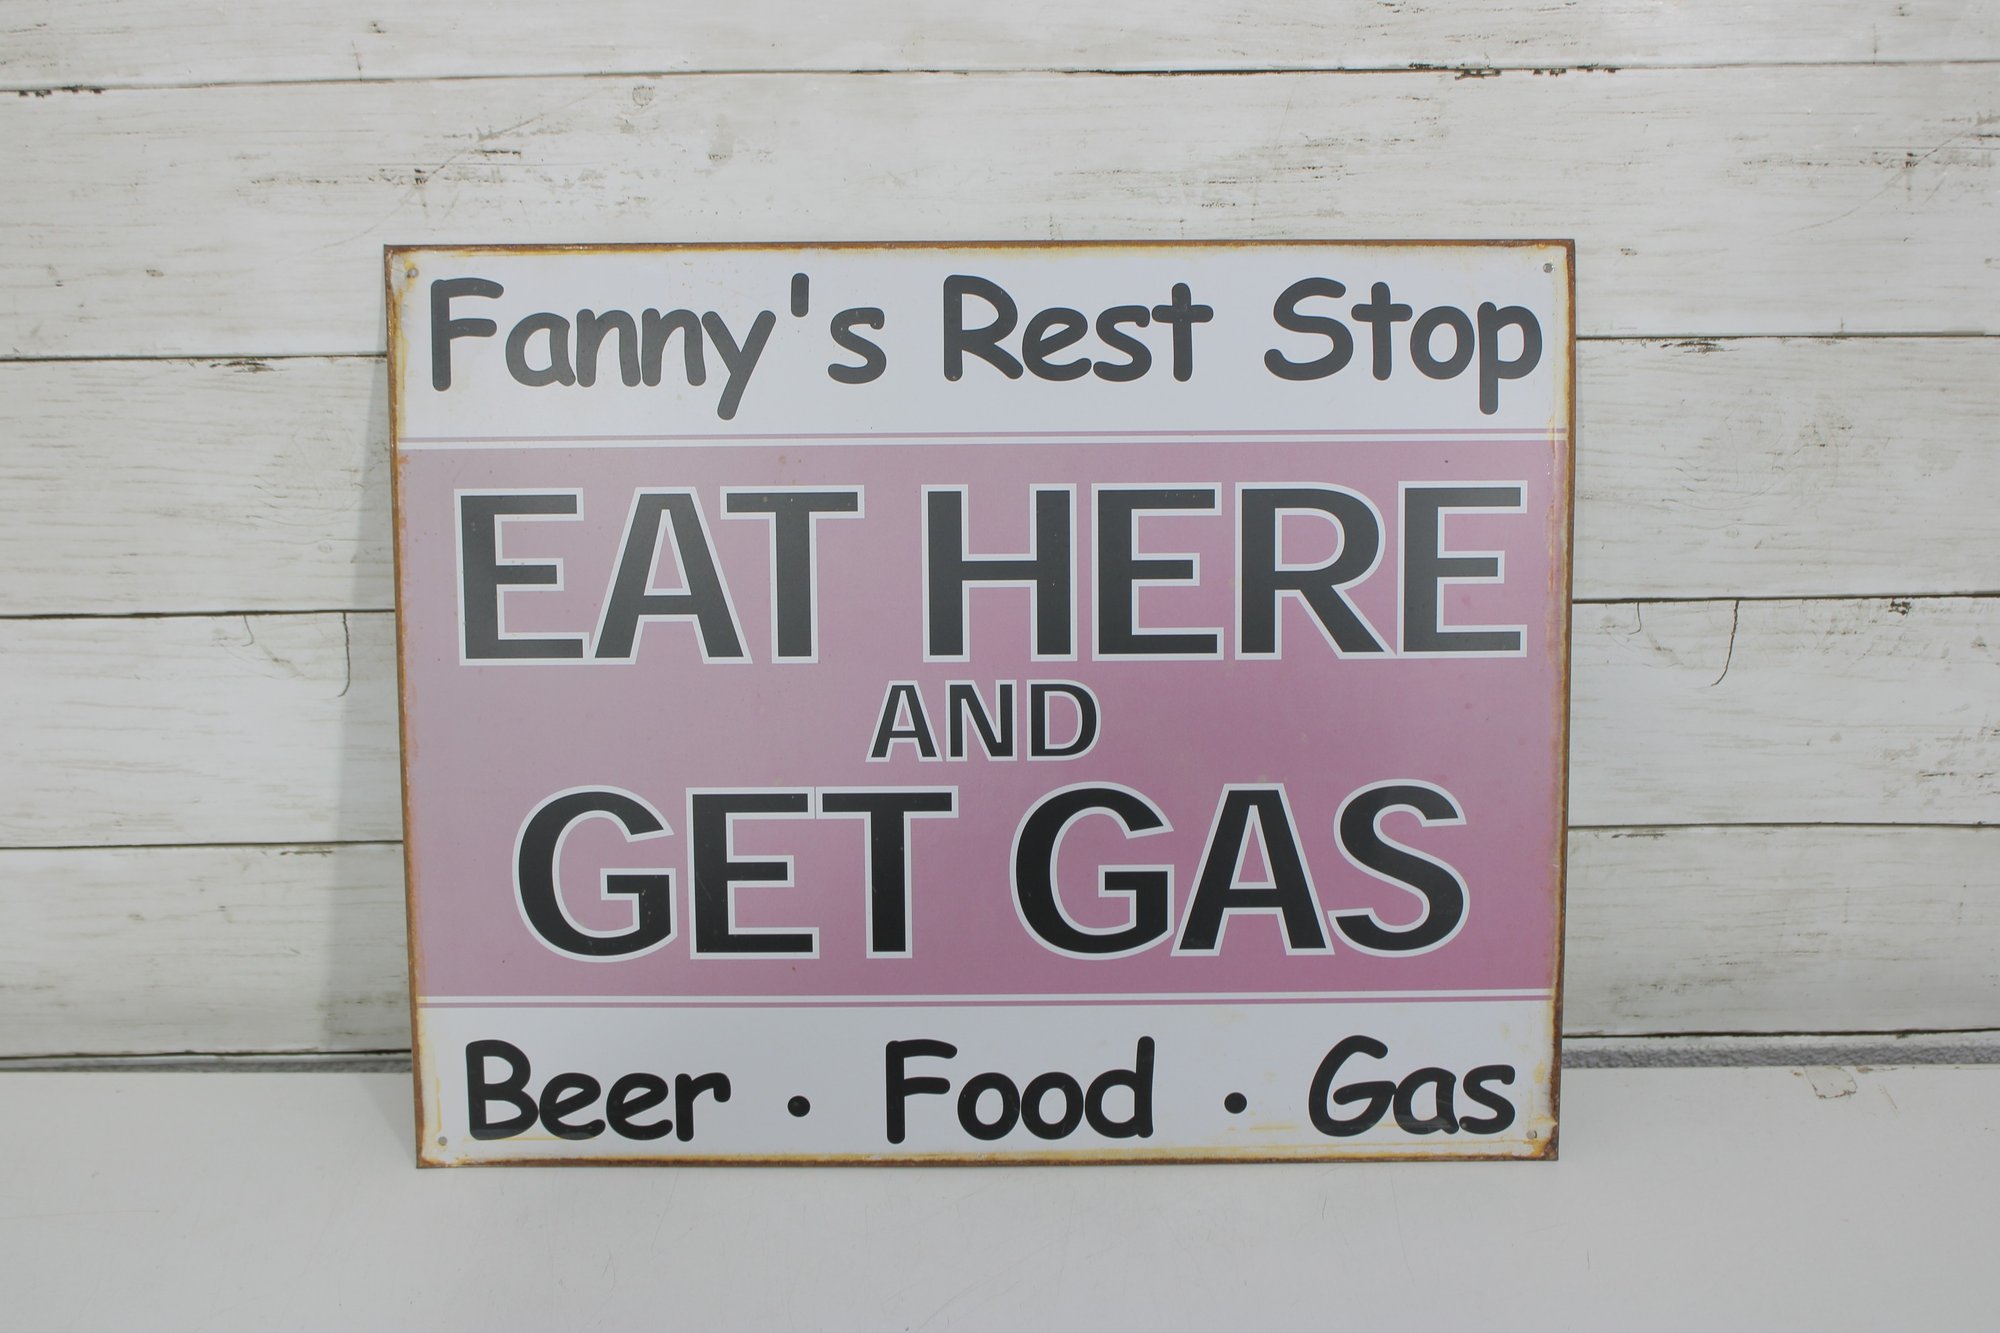 Fanny's Rest Stop
EAT HERE
AND
GET GAS
Beer • Food • Gas